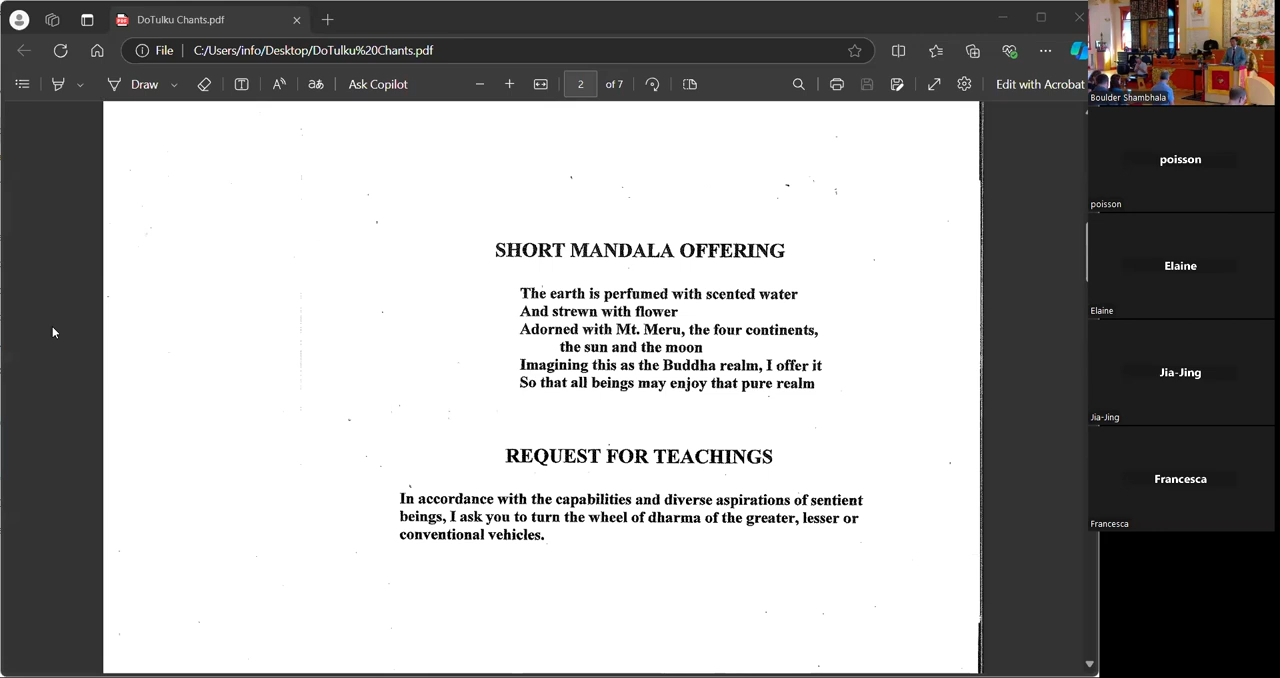 DoTulku Chants.pdf
File
C:/Users/info/Desktop/DoTulku%20Chants.pdf
Draw
Ask Copilot
2
of 7
Edit with Acrobat
SHORT MANDALA OFFERING
The earth is perfumed with scented water
And strewn with flower
Adorned with Mt. Meru, the four continents,
the sun and the moon
Imagining this as the Buddha realm, I offer it
So that all beings may enjoy that pure realm
REQUEST FOR TEACHINGS
In accordance with the capabilities and diverse aspirations of sentient
beings, I ask you to turn the wheel of dharma of the greater, lesser or
conventional vehicles.
Boulder Shambhala
poisson
poisson
Elaine
Elaine
Jia-Jing
Jia-Jing
Francesca
Francesca